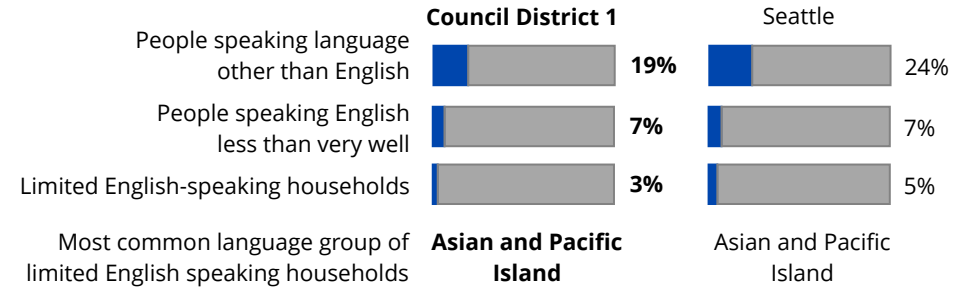 Council District 1 Seattle
People speaking language
other than English 19% 24%
People speaking English
less than very well 7% 7%
Limited English-speaking households 3% 5%
Most common language group of Asian and Pacific Asian and Pacific
limited English speaking households Island Island